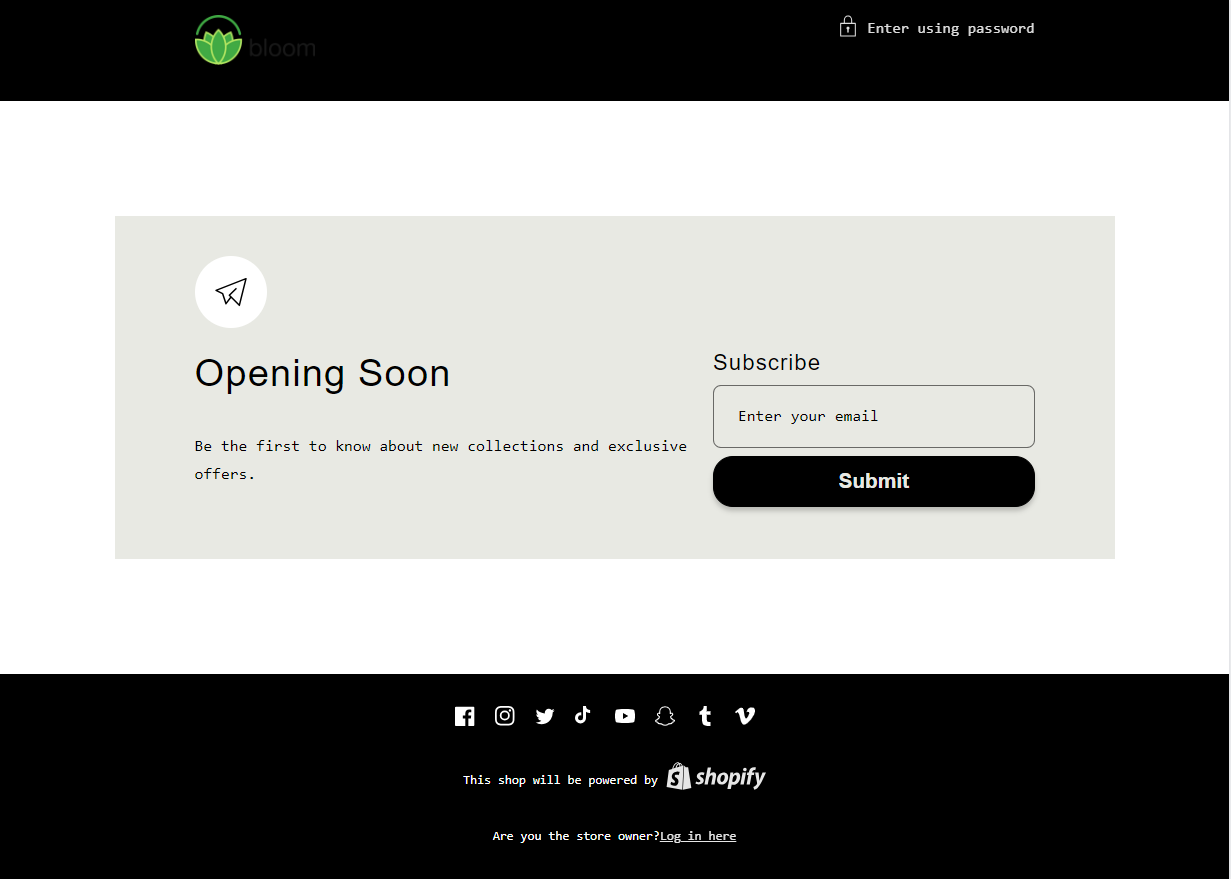 bloom
Enter using password
Opening Soon
Be the first to know about new collections and exclusive
offers.
Subscribe
Enter your email
Submit
This shop will be powered by shopify
Are you the store owner?Log in here